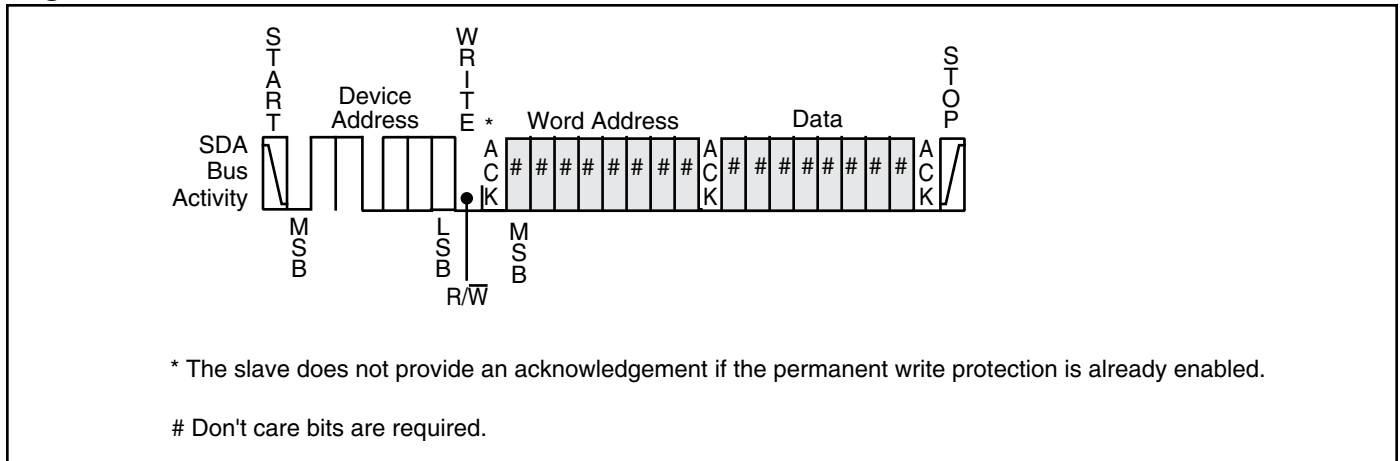 START
WRITE
STOP
Device
Address
*
Word Address
Data
SDA
Bus
Activity
ACK
# # # # # # # #
ACK
# # # # # # # #
ACK
MSB
LSB
MSB
R/W̅
* The slave does not provide an acknowledgement if the permanent write protection is already enabled.
# Don't care bits are required.